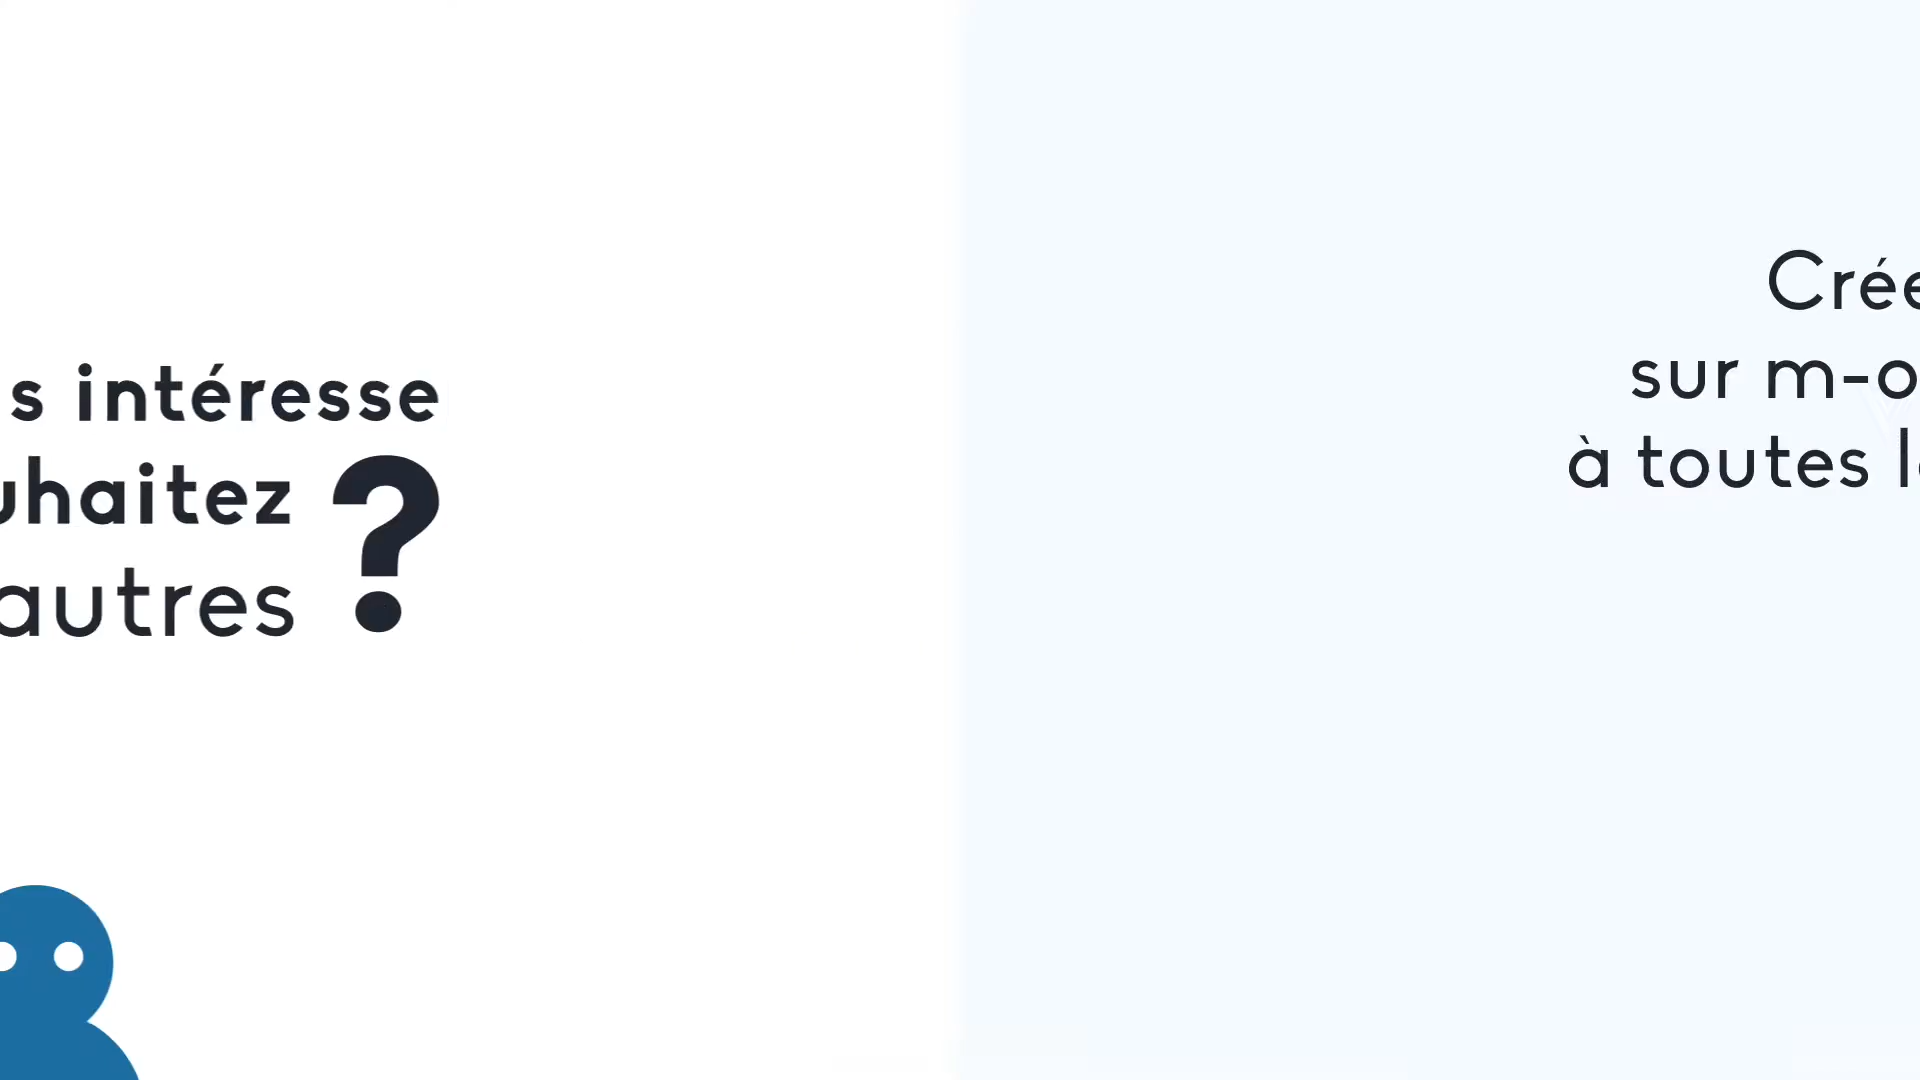 s intéresse
uhaitez ?
autres
Crée
sur m-o
à toutes l